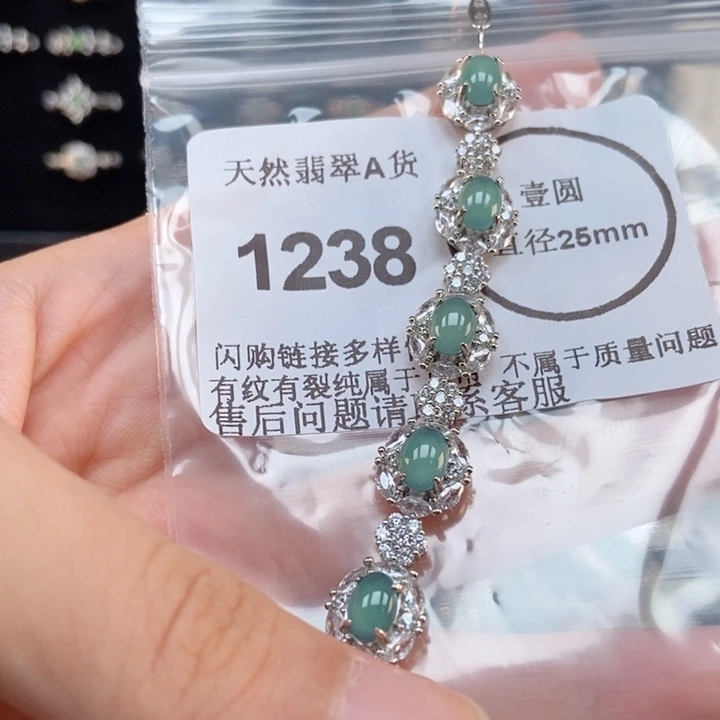 天然翡翠A货
壹圆
1238
直径25mm
闪购链接多样 不属于质量问题
有纹有裂纯属于
售后问题请 系客服